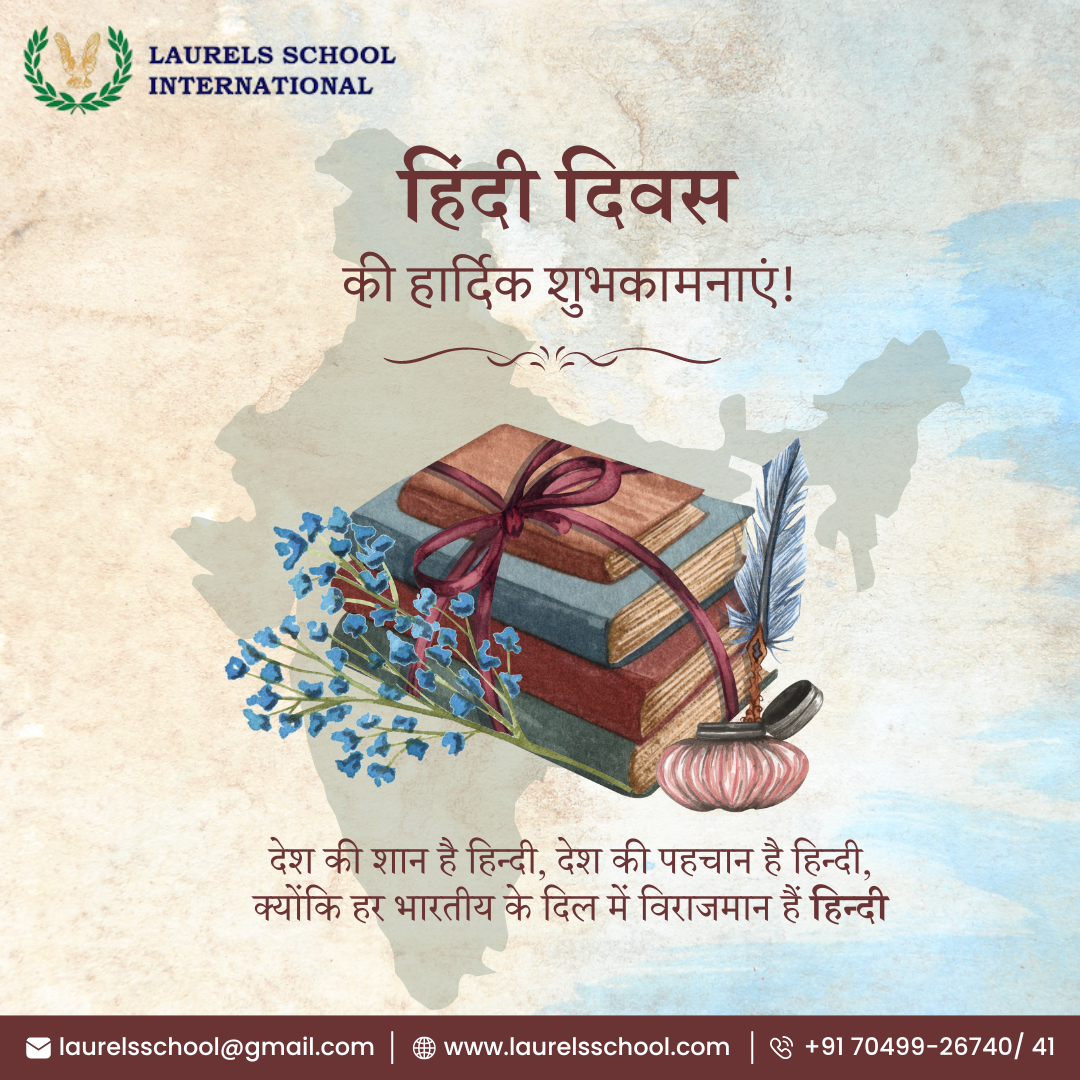 LAURELS SCHOOL
INTERNATIONAL
हिंदी दिवस
की हार्दिक शुभकामनाएं!
देश की शान है हिन्दी, देश की पहचान है हिन्दी,
क्योंकि हर भारतीय के दिल में विराजमान हैं हिन्दी
laurelsschool@gmail.com | www.laurelsschool.com | +91 70499-26740/ 41